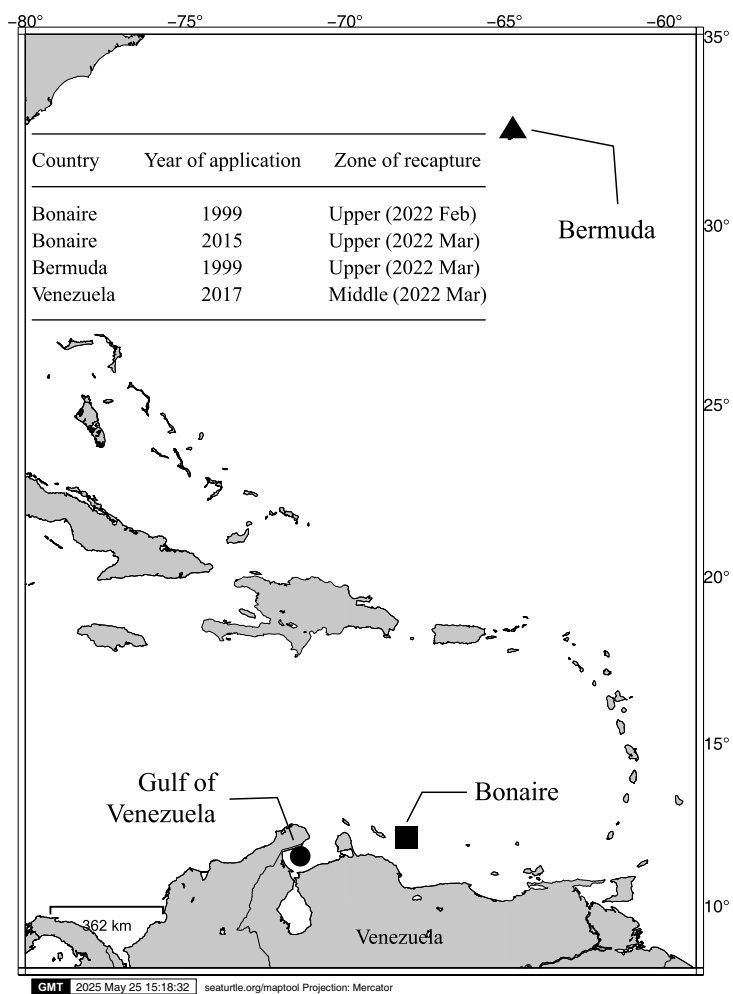 −80° −75° −70° −65° −60°
35°
Country Year of application Zone of recapture
Bonaire 1999 Upper (2022 Feb)
Bonaire 2015 Upper (2022 Mar)
Bermuda 1999 Upper (2022 Mar)
Venezuela 2017 Middle (2022 Mar)
Bermuda
30°
25°
20°
15°
Gulf of
Venezuela
Bonaire
10°
362 km
Venezuela
GMT 2025 May 25 15:18:32 seaturtle.org/maptool Projection: Mercator